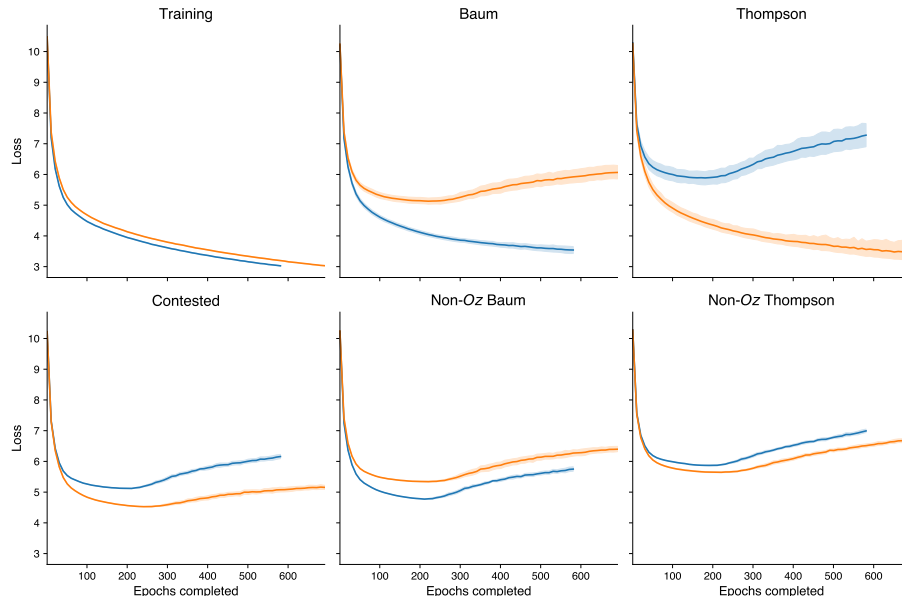 Training
Baum
Thompson
Loss
10
9
8
7
6
5
4
3
Contested
Non-Oz Baum
Non-Oz Thompson
Loss
10
9
8
7
6
5
4
3
100 200 300 400 500 600
100 200 300 400 500 600
100 200 300 400 500 600
Epochs completed
Epochs completed
Epochs completed